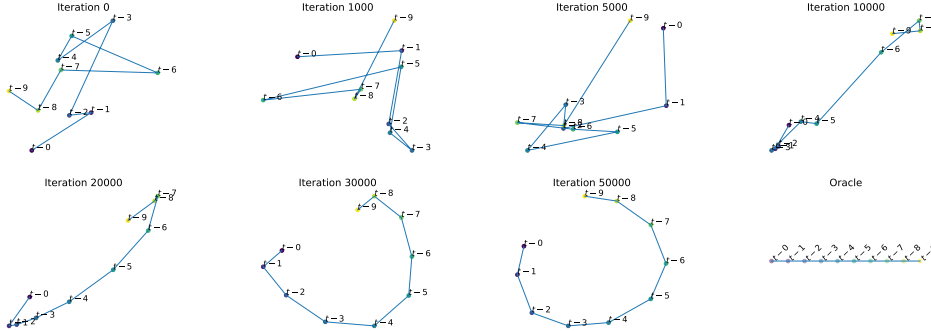 Iteration 0
t − 3
t − 5
t − 4
t − 7
t − 6
t − 9
t − 8
t − 2
t − 1
t − 0
Iteration 1000
t − 9
t − 1
t − 0
t − 5
t − 7
t − 6
t − 8
t − 2
t − 4
t − 3
Iteration 5000
t − 9
t − 0
t − 3
t − 1
t − 7
t − 8
t − 6
t − 5
t − 4
Iteration 10000
t − 6
t − 4
t − 0
t − 5
t − 2
Iteration 20000
t − 7
t − 8
t − 9
t − 6
t − 5
t − 0
t − 4
t − 3
t − 2
Iteration 30000
t − 8
t − 9
t − 7
t − 0
t − 6
t − 1
t − 2
t − 5
t − 3
t − 4
Iteration 50000
t − 9
t − 8
t − 7
t − 0
t − 6
t − 1
t − 5
t − 2
t − 3
t − 4
Oracle
t − 0
t − 1
t − 2
t − 3
t − 4
t − 5
t − 6
t − 7
t − 8